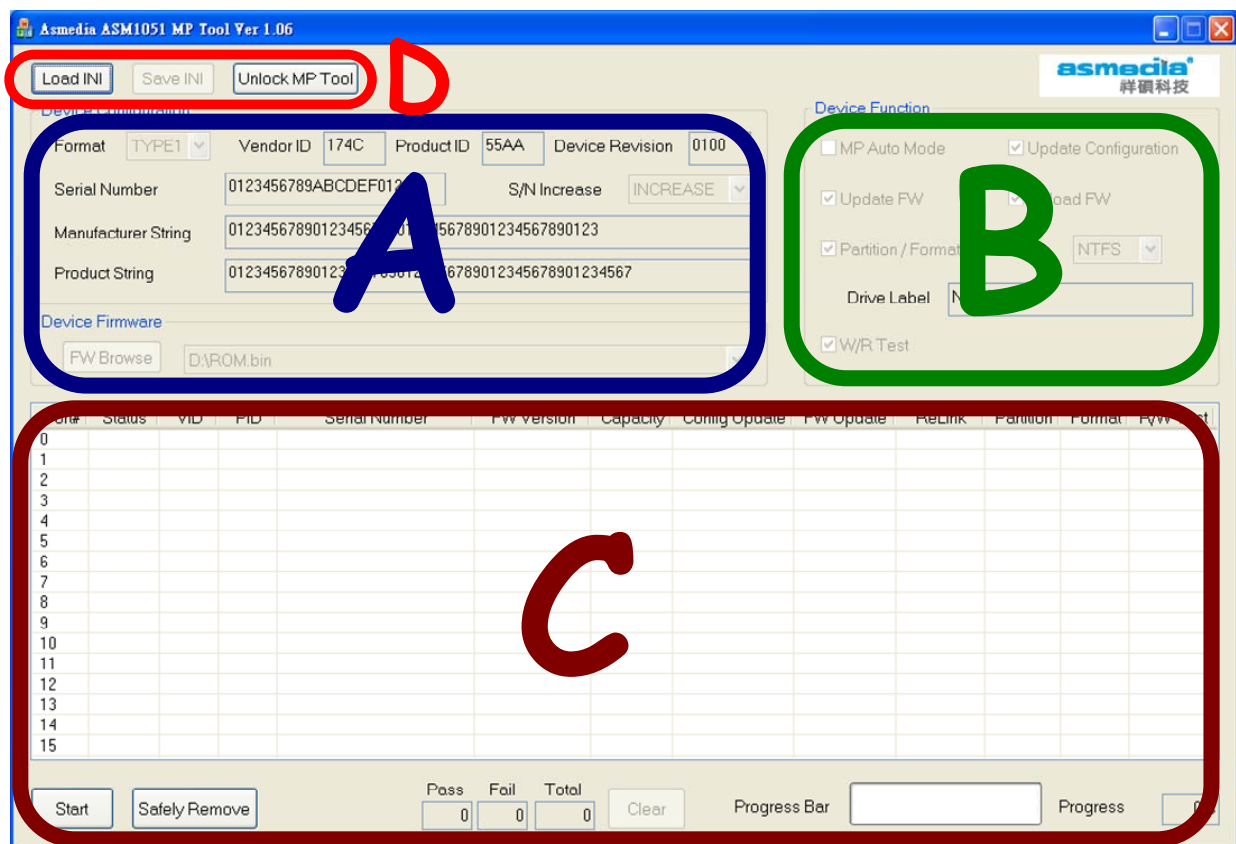 Asmedia ASM1051 MP Tool Ver 1.06
Load INI Save INI Unlock MP Tool D
asmedia
祥碩科技
Device Configuration Device Function
Format TYPE1 Vendor ID 174C Product ID 55AA Device Revision 0100
MP Auto Mode Update Configuration
Serial Number S/N Increase INCREASE
Update FW
Manufacturer String
Product String
A
Partition / Format NTFS
B
Drive Label
Device Firmware
FW Browse D:\ROM.bin
W/R Test
Port# Status VID PID Serial Number FW Version Capacity Config Update FW Update ReLink Partition Format R/W Test
0
1
2
3
4
5
6
7
8
9
10
11
12
13
14
15
C
Pass Fail Total
Start Safely Remove 0 0 0 Clear Progress Bar Progress